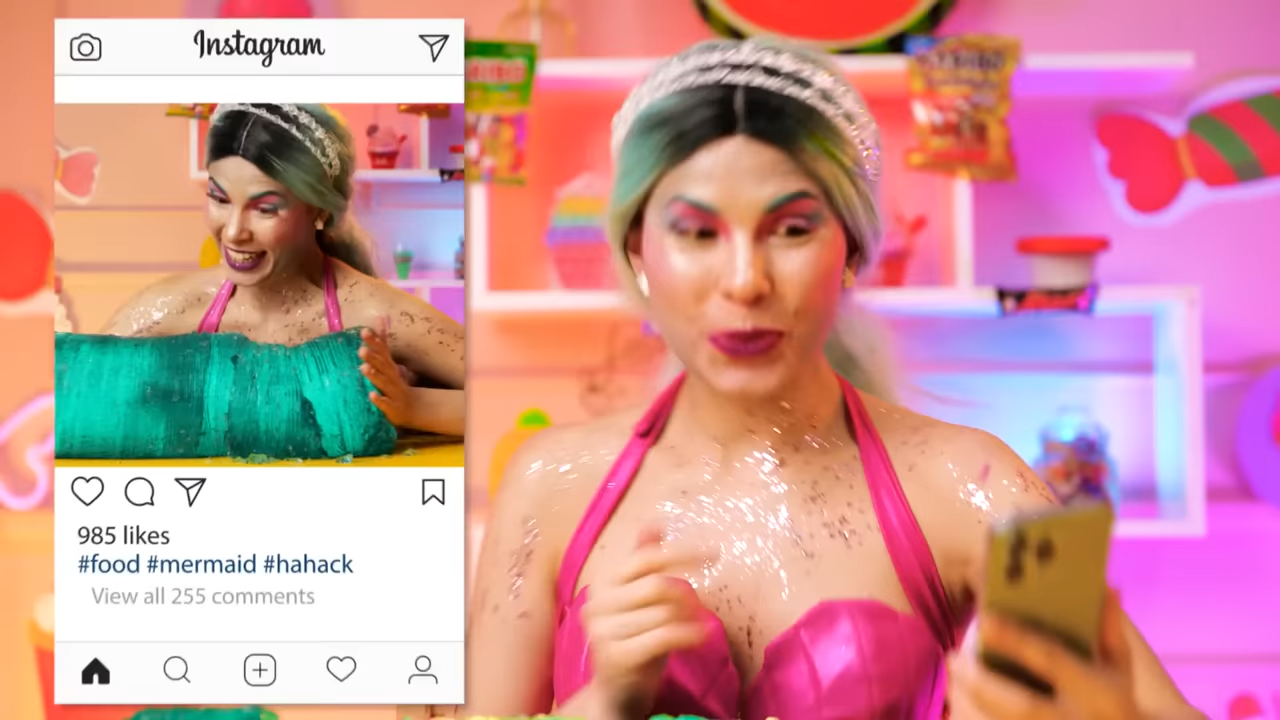 Instagram
985 likes
#food #mermaid #hahack
View all 255 comments